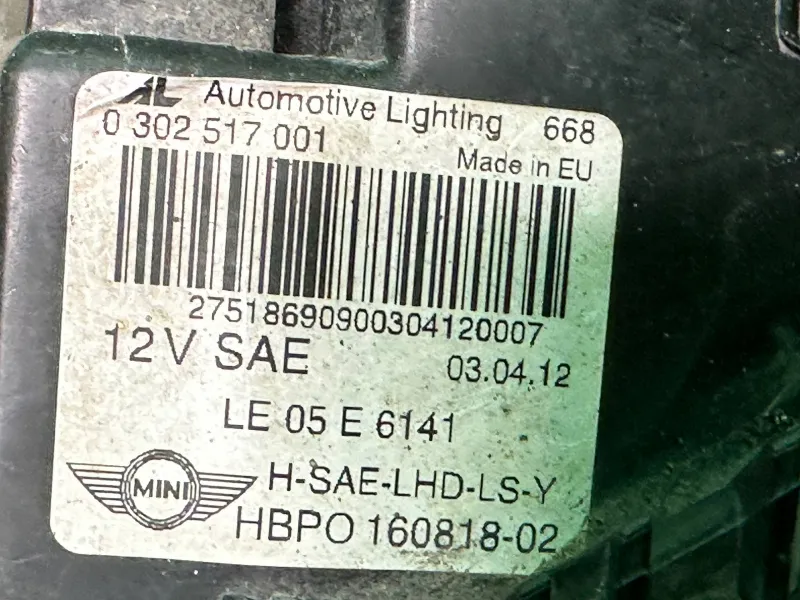 AL Automotive Lighting 668
0 302 517 001
Made in EU
27518690900304120007
12V SAE
03.04.12
LE 05 E 6141
MINI
H-SAE-LHD-LS-Y
HBPO 160818-02